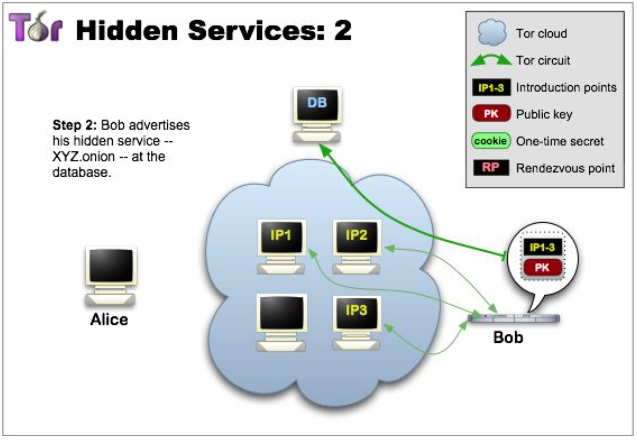 Tor Hidden Services: 2
Tor cloud
Tor circuit
IP1-3 Introduction points
PK Public key
cookie One-time secret
RP Rendezvous point
Step 2: Bob advertises
his hidden service --
XYZ.onion -- at the
database.
DB
IP1 IP2
IP1-3
PK
IP3
Alice
Bob